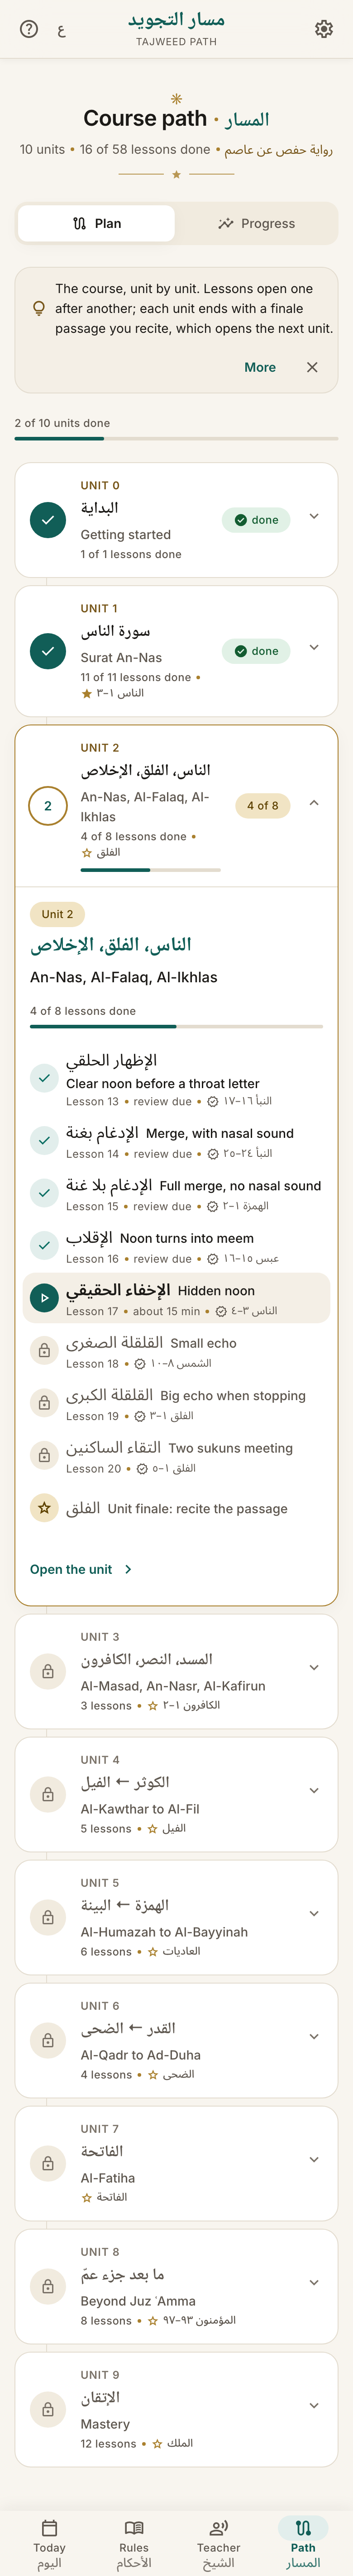 ع
مسار التجويد
TAJWEED PATH
Course path • المسار
10 units • 16 of 58 lessons done • رواية حفص عن عاصم
Plan
Progress
The course, unit by unit. Lessons open one
after another; each unit ends with a finale
passage you recite, which opens the next unit.
More
2 of 10 units done
UNIT 0
البداية
Getting started
1 of 1 lessons done
done
UNIT 1
سورة الناس
Surat An-Nas
11 of 11 lessons done •
الناس ١-٣
done
UNIT 2
الناس، الفلق، الإخلاص
An-Nas, Al-Falaq, Al-
Ikhlas
4 of 8 lessons done •
الفلق
2
4 of 8
Unit 2
الناس، الفلق، الإخلاص
An-Nas, Al-Falaq, Al-Ikhlas
4 of 8 lessons done
الإظهار الحلقي
Clear noon before a throat letter
Lesson 13 • review due • النبأ ١٦-١٧
الإدغام بغنة Merge, with nasal sound
Lesson 14 • review due • النبأ ٢٤-٢٥
الإدغام بلا غنة Full merge, no nasal sound
Lesson 15 • review due • الهمزة ١-٢
الإقلاب Noon turns into meem
Lesson 16 • review due • عبس ١٥-١٦
الإخفاء الحقيقي Hidden noon
Lesson 17 • about 15 min • الناس ٣-٤
القلقلة الصغرى Small echo
Lesson 18 • الشمس ٨-١٠
القلقلة الكبرى Big echo when stopping
Lesson 19 • الفلق ١-٣
التقاء الساكنين Two sukuns meeting
Lesson 20 • الفلق ١-٥
الفلق Unit finale: recite the passage
Open the unit
UNIT 3
المسد، النصر، الكافرون
Al-Masad, An-Nasr, Al-Kafirun
3 lessons • الكافرون ١-٢
UNIT 4
الكوثر ← الفيل
Al-Kawthar to Al-Fil
5 lessons • الفيل
UNIT 5
الهمزة ← البينة
Al-Humazah to Al-Bayyinah
6 lessons • العاديات
UNIT 6
القدر ← الضحى
Al-Qadr to Ad-Duha
4 lessons • الضحى
UNIT 7
الفاتحة
Al-Fatiha
الفاتحة
UNIT 8
ما بعد جزء عمّ
Beyond Juz ʿAmma
8 lessons • المؤمنون ٩٣-٩٧
UNIT 9
الإتقان
Mastery
12 lessons • الملك
Today
اليوم
Rules
الأحكام
Teacher
الشيخ
Path
المسار